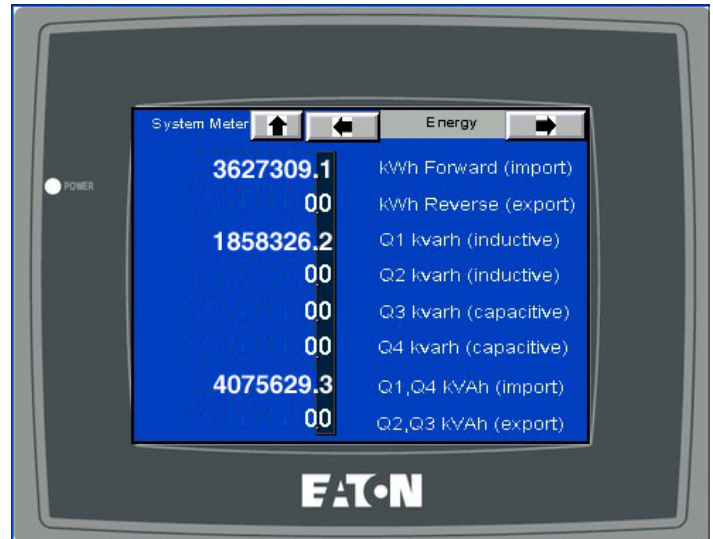 System Meter Energy
3627309.1 kWh Forward (import)
0.0 kWh Reverse (export)
1858326.2 Q1 kvarh (inductive)
0.0 Q2 kvarh (inductive)
0.0 Q3 kvarh (capacitive)
0.0 Q4 kvarh (capacitive)
4075629.3 Q1,Q4 kVAh (import)
0.0 Q2,Q3 kVAh (export)
POWER
EATON